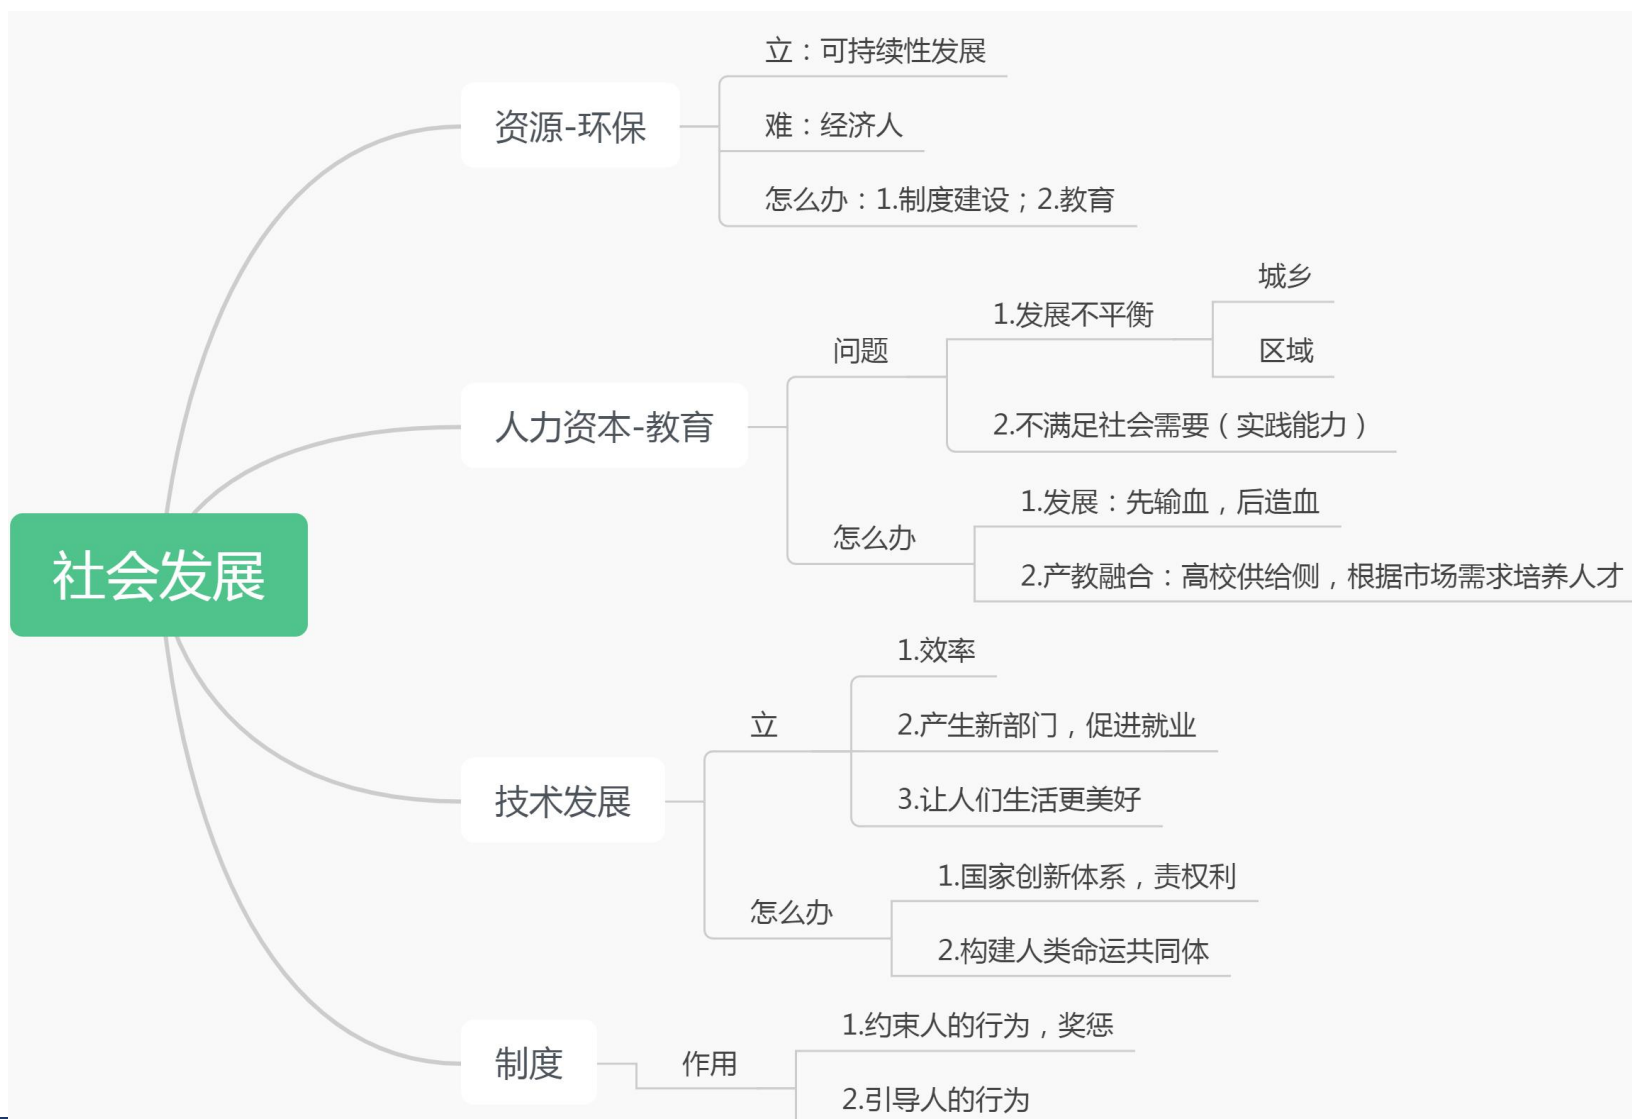 社会发展
资源-环保
立：可持续性发展
难：经济人
怎么办：1.制度建设；2.教育
人力资本-教育
问题
1.发展不平衡
城乡
区域
2.不满足社会需要（实践能力）
怎么办
1.发展：先输血，后造血
2.产教融合：高校供给侧，根据市场需求培养人才
技术发展
立
1.效率
2.产生新部门，促进就业
3.让人们生活更美好
怎么办
1.国家创新体系，责权利
2.构建人类命运共同体
制度
作用
1.约束人的行为，奖惩
2.引导人的行为